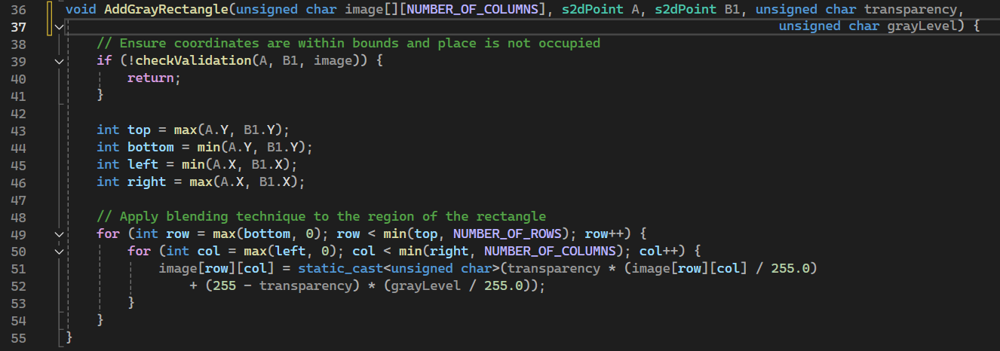 36 void AddGrayRectangle(unsigned char image[][NUMBER_OF_COLUMNS], s2dPoint A, s2dPoint B1, unsigned char transparency,
37 unsigned char grayLevel) {
38 // Ensure coordinates are within bounds and place is not occupied
39 if (!checkValidation(A, B1, image)) {
40 return;
41 }
42
43 int top = max(A.Y, B1.Y);
44 int bottom = min(A.Y, B1.Y);
45 int left = min(A.X, B1.X);
46 int right = max(A.X, B1.X);
47
48 // Apply blending technique to the region of the rectangle
49 for (int row = max(bottom, 0); row < min(top, NUMBER_OF_ROWS); row++) {
50 for (int col = max(left, 0); col < min(right, NUMBER_OF_COLUMNS); col++) {
51 image[row][col] = static_cast<unsigned char>(transparency * (image[row][col] / 255.0)
52 + (255 - transparency) * (grayLevel / 255.0));
53 }
54 }
55 }